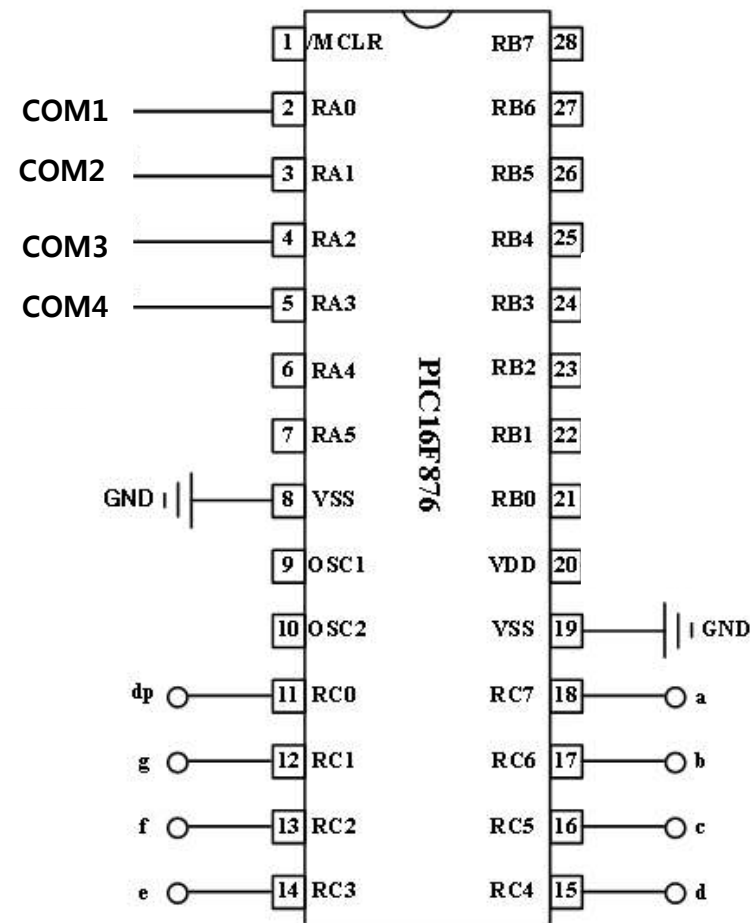 1 /MCLR RB7 28
COM1 2 RA0 RB6 27
COM2 3 RA1 RB5 26
COM3 4 RA2 RB4 25
COM4 5 RA3 RB3 24
6 RA4 RB2 23
7 RA5 RB1 22
PIC16F876
GND 8 VSS RB0 21
9 OSC1 VDD 20
10 OSC2 VSS 19 GND
dp 11 RC0 RC7 18 a
g 12 RC1 RC6 17 b
f 13 RC2 RC5 16 c
e 14 RC3 RC4 15 d